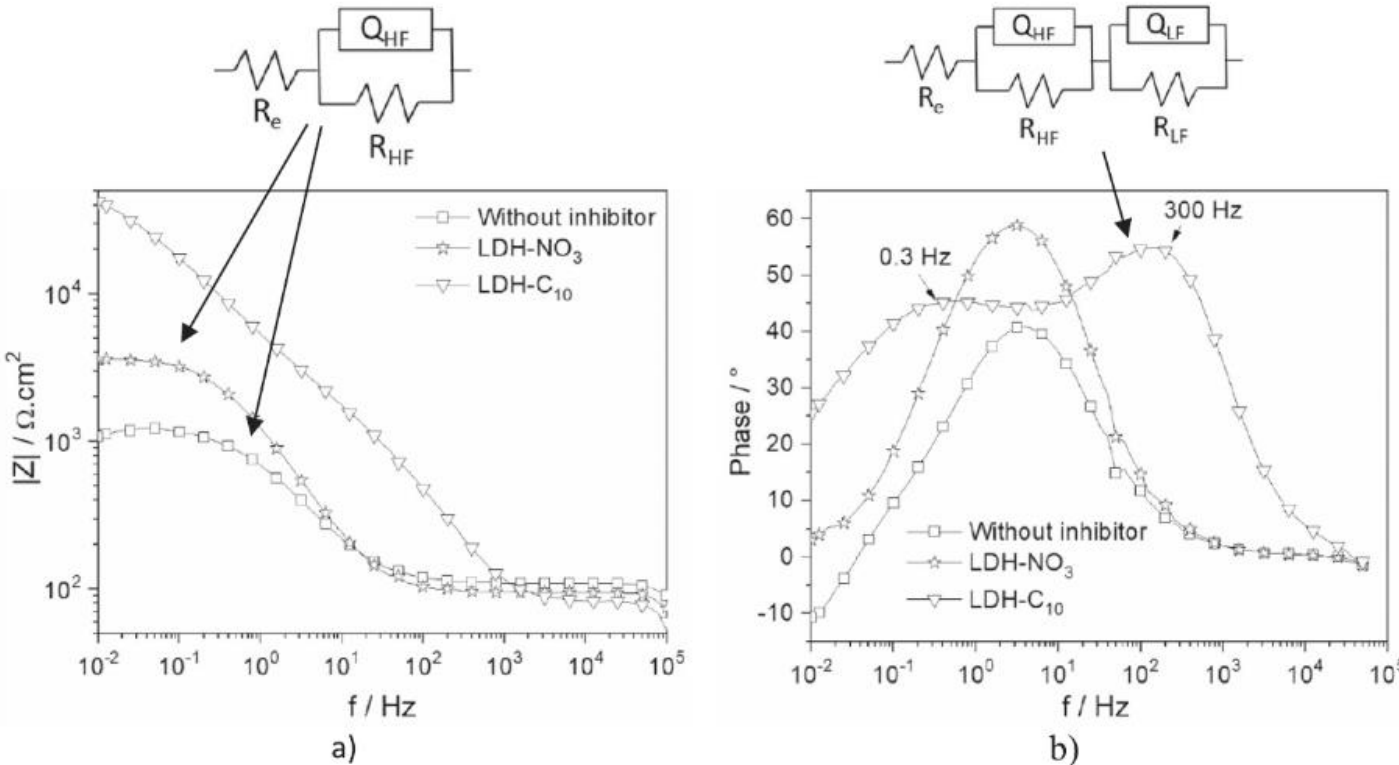 Q_HF
R_e
R_HF
Q_HF
Q_LF
R_e
R_HF
R_LF
Without inhibitor
LDH-NO₃
LDH-C₁₀
10⁴
10³
10²
|Z| / Ω.cm²
10⁻² 10⁻¹ 10⁰ 10¹ 10² 10³ 10⁴ 10⁵
f / Hz
a)
300 Hz
0.3 Hz
60
50
40
30
20
10
0
-10
Phase / °
Without inhibitor
LDH-NO₃
LDH-C₁₀
10⁻² 10⁻¹ 10⁰ 10¹ 10² 10³ 10⁴ 10⁵
f / Hz
b)